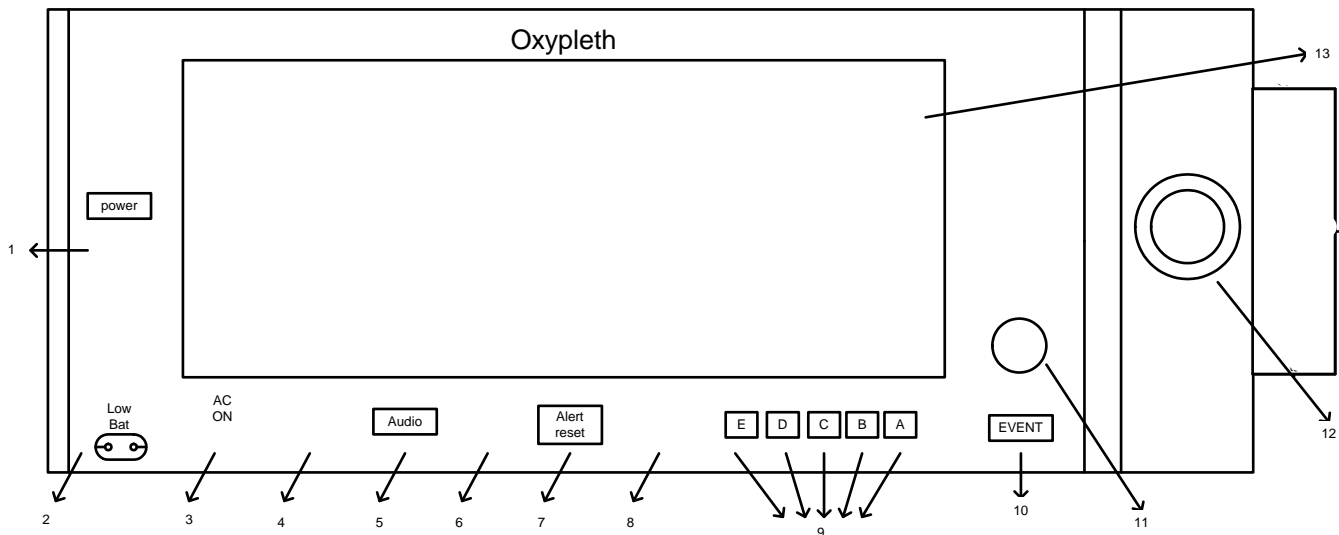 Oxypleth
13
power
1
12
Low
Bat
AC
ON
Audio
Alert
reset
E D C B A
EVENT
2 3 4 5 6 7 8 9 10 11